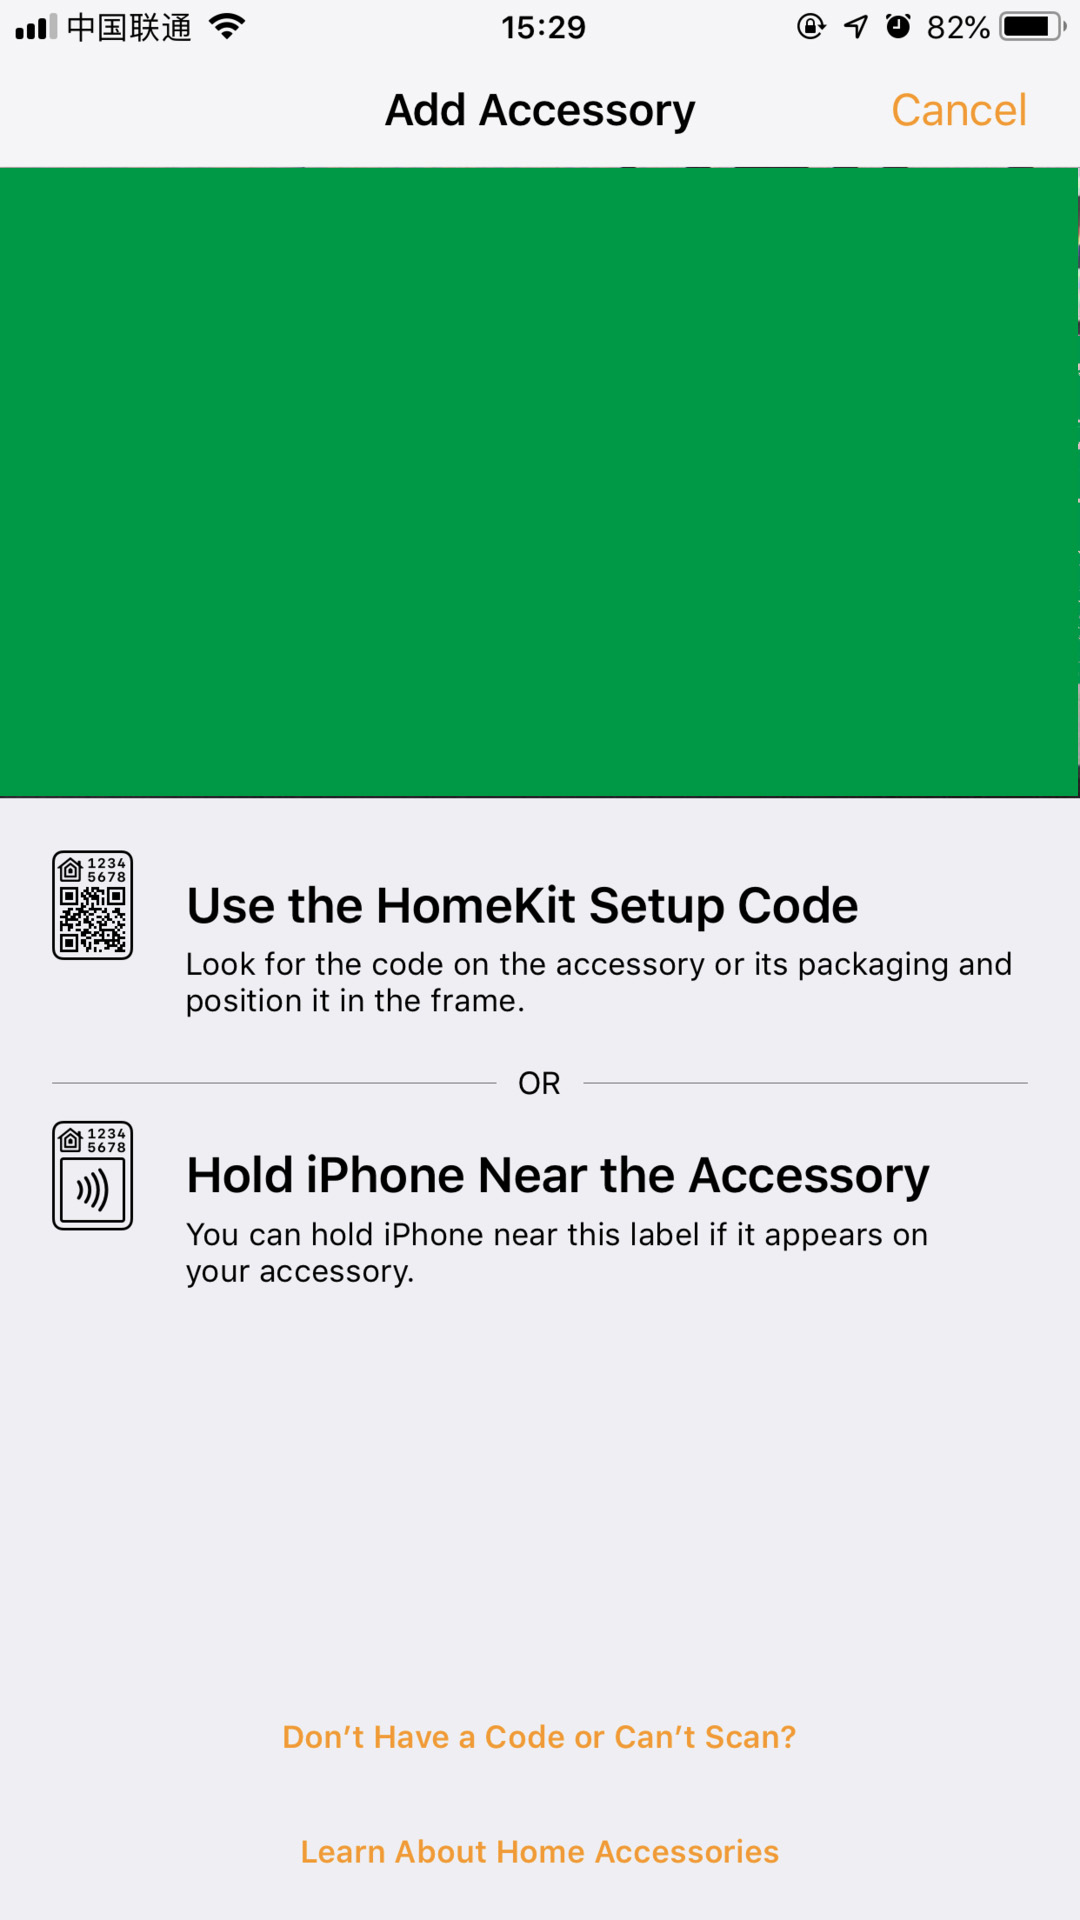 中国联通
15:29
82%
Add Accessory
Cancel
1234
5678
Use the HomeKit Setup Code
Look for the code on the accessory or its packaging and
position it in the frame.
OR
1234
5678
Hold iPhone Near the Accessory
You can hold iPhone near this label if it appears on
your accessory.
Don’t Have a Code or Can’t Scan?
Learn About Home Accessories